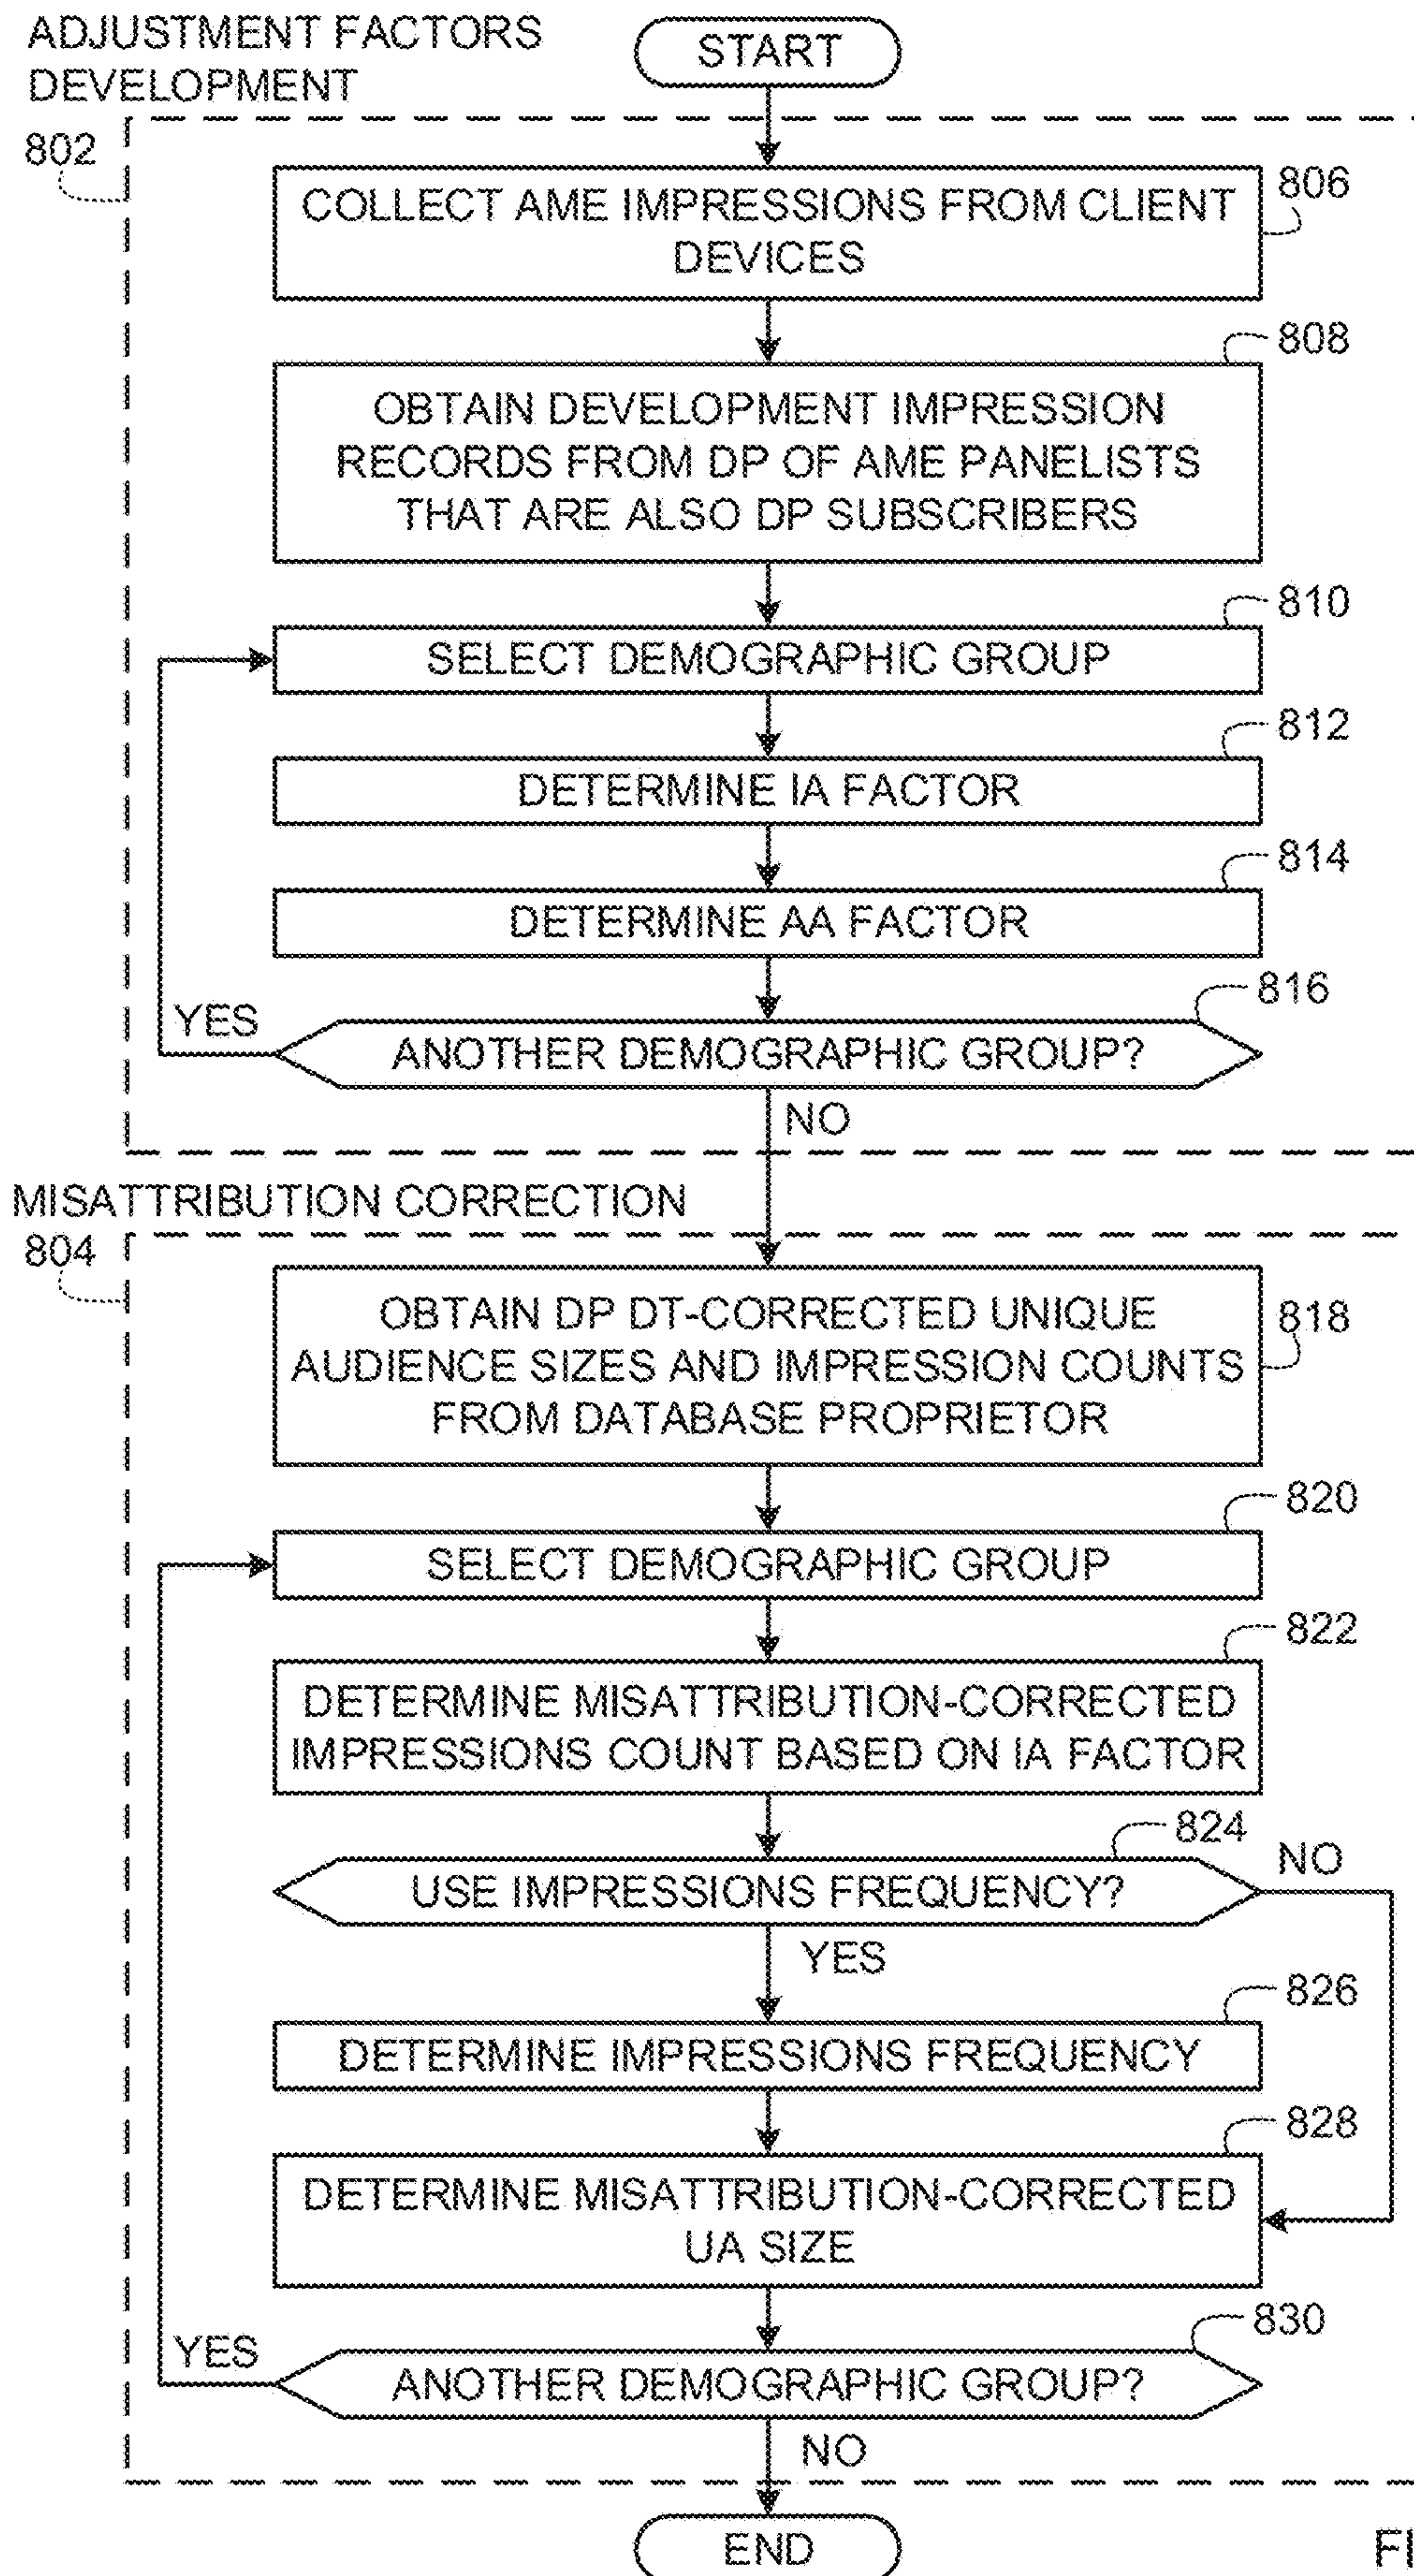 ADJUSTMENT FACTORS
DEVELOPMENT
START
802
COLLECT AME IMPRESSIONS FROM CLIENT
DEVICES
806
808
OBTAIN DEVELOPMENT IMPRESSION
RECORDS FROM DP OF AME PANELISTS
THAT ARE ALSO DP SUBSCRIBERS
810
SELECT DEMOGRAPHIC GROUP
812
DETERMINE IA FACTOR
814
DETERMINE AA FACTOR
816
YES
ANOTHER DEMOGRAPHIC GROUP?
NO
MISATTRIBUTION CORRECTION
804
OBTAIN DP DT-CORRECTED UNIQUE
AUDIENCE SIZES AND IMPRESSION COUNTS
FROM DATABASE PROPRIETOR
818
820
SELECT DEMOGRAPHIC GROUP
822
DETERMINE MISATTRIBUTION-CORRECTED
IMPRESSIONS COUNT BASED ON IA FACTOR
824
USE IMPRESSIONS FREQUENCY?
NO
YES
826
DETERMINE IMPRESSIONS FREQUENCY
828
DETERMINE MISATTRIBUTION-CORRECTED
UA SIZE
830
YES
ANOTHER DEMOGRAPHIC GROUP?
NO
END